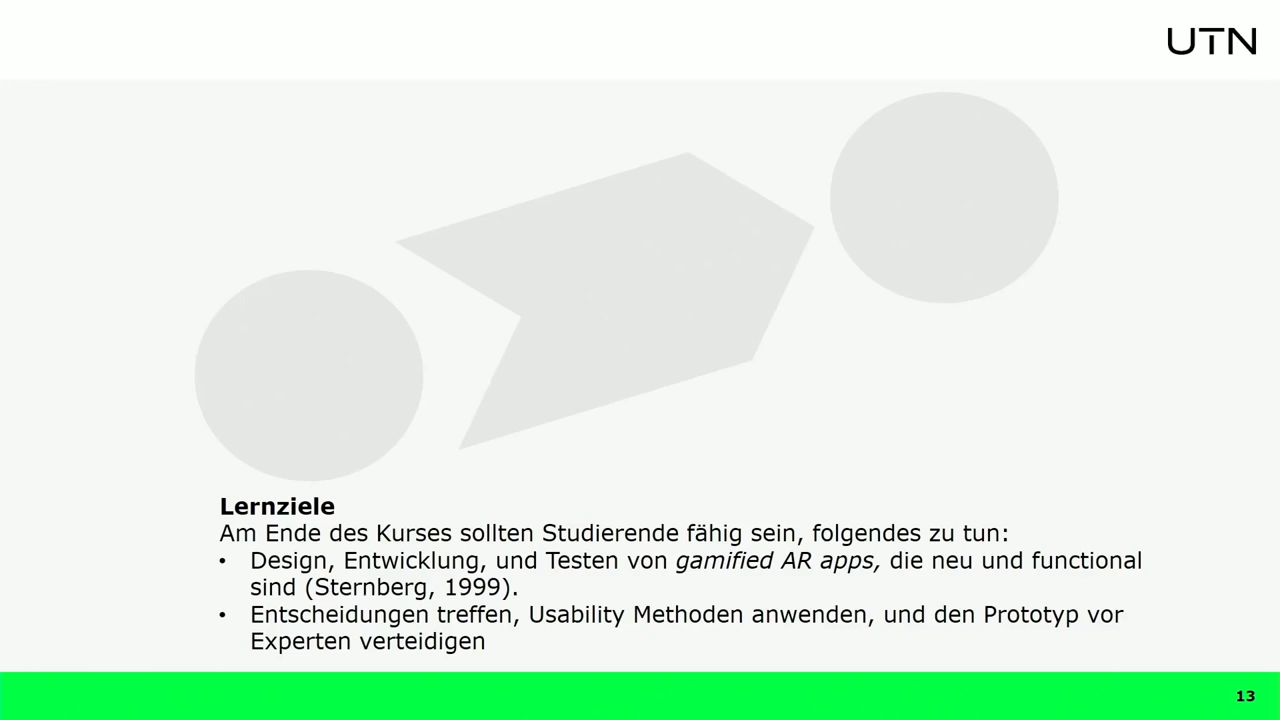 UTN
Lernziele
Am Ende des Kurses sollten Studierende fähig sein, folgendes zu tun:
• Design, Entwicklung, und Testen von gamified AR apps, die neu und functional
sind (Sternberg, 1999).
• Entscheidungen treffen, Usability Methoden anwenden, und den Prototyp vor
Experten verteidigen
13